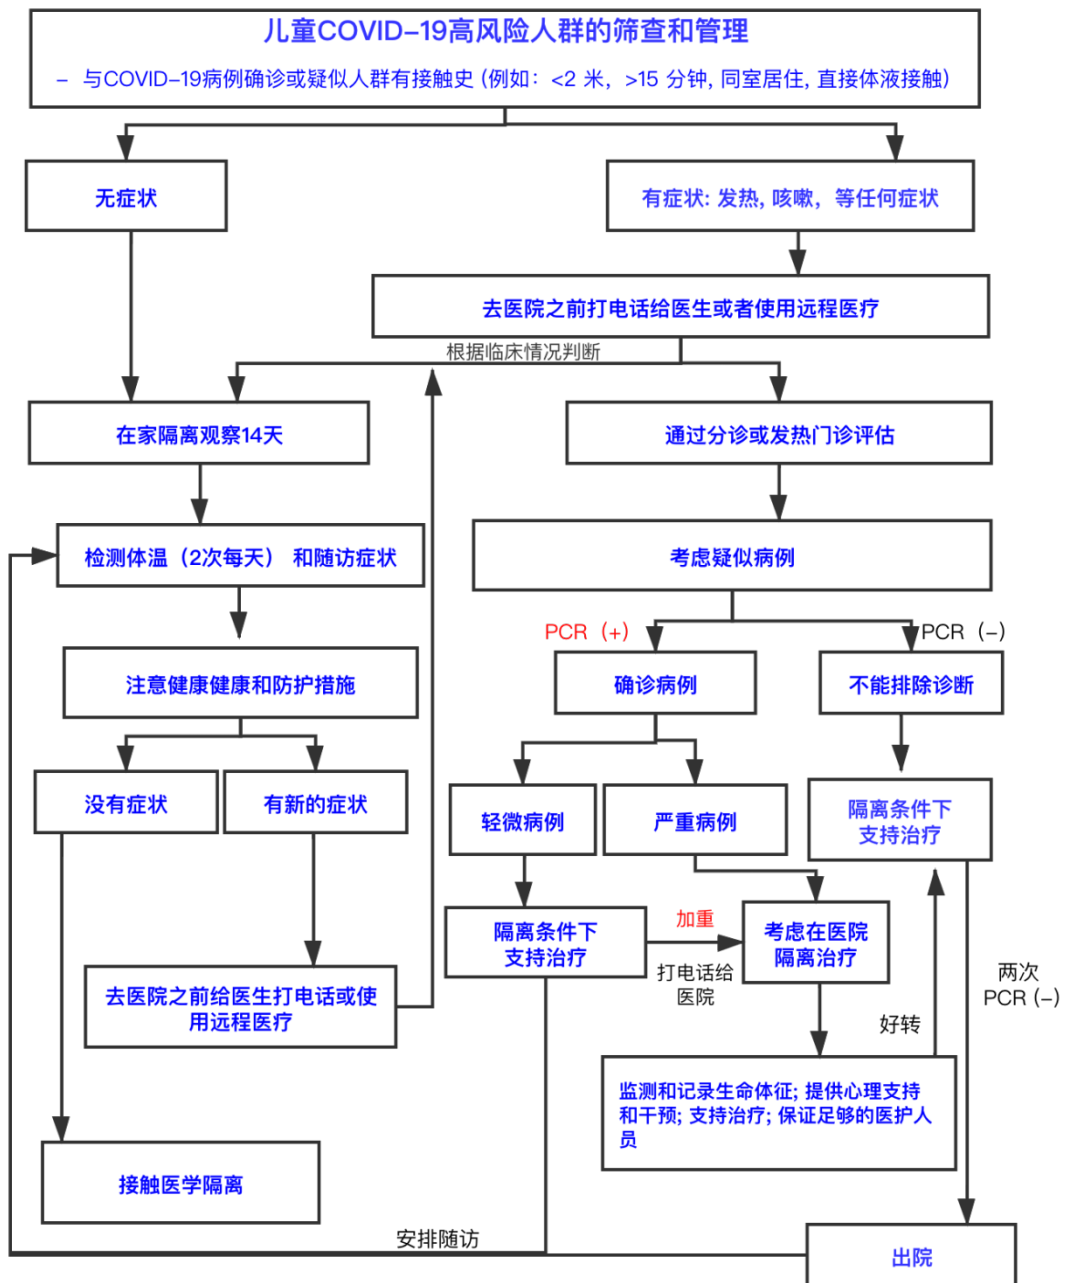 儿童COVID-19高风险人群的筛查和管理
- 与COVID-19病例确诊或疑似人群有接触史 (例如：<2 米，>15 分钟, 同室居住, 直接体液接触)
无症状
有症状: 发热, 咳嗽，等任何症状
去医院之前打电话给医生或者使用远程医疗
根据临床情况判断
在家隔离观察14天
通过分诊或发热门诊评估
检测体温（2次每天） 和随访症状
考虑疑似病例
PCR（+）
PCR（-）
注意健康健康和防护措施
确诊病例
不能排除诊断
没有症状
有新的症状
轻微病例
严重病例
隔离条件下
支持治疗
隔离条件下
支持治疗
加重
打电话给
医院
考虑在医院
隔离治疗
去医院之前给医生打电话或使
用远程医疗
两次
PCR (-)
好转
监测和记录生命体征; 提供心理支持
和干预; 支持治疗; 保证足够的医护人
员
接触医学隔离
安排随访
出院